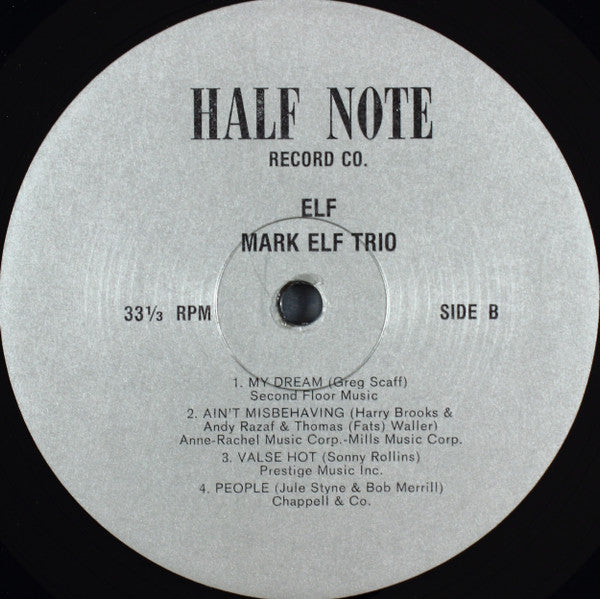 HALF NOTE
RECORD CO.
ELF
MARK ELF TRIO
33 1/3 RPM
SIDE B
1. MY DREAM (Greg Scaff)
Second Floor Music
2. AIN'T MISBEHAVING (Harry Brooks &
Andy Razaf & Thomas (Fats) Waller)
Anne-Rachel Music Corp.-Mills Music Corp.
3. VALSE HOT (Sonny Rollins)
Prestige Music Inc.
4. PEOPLE (Jule Styne & Bob Merrill)
Chappell & Co.